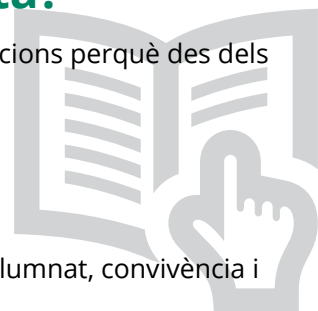 cions perquè des dels
lumnat, convivència i